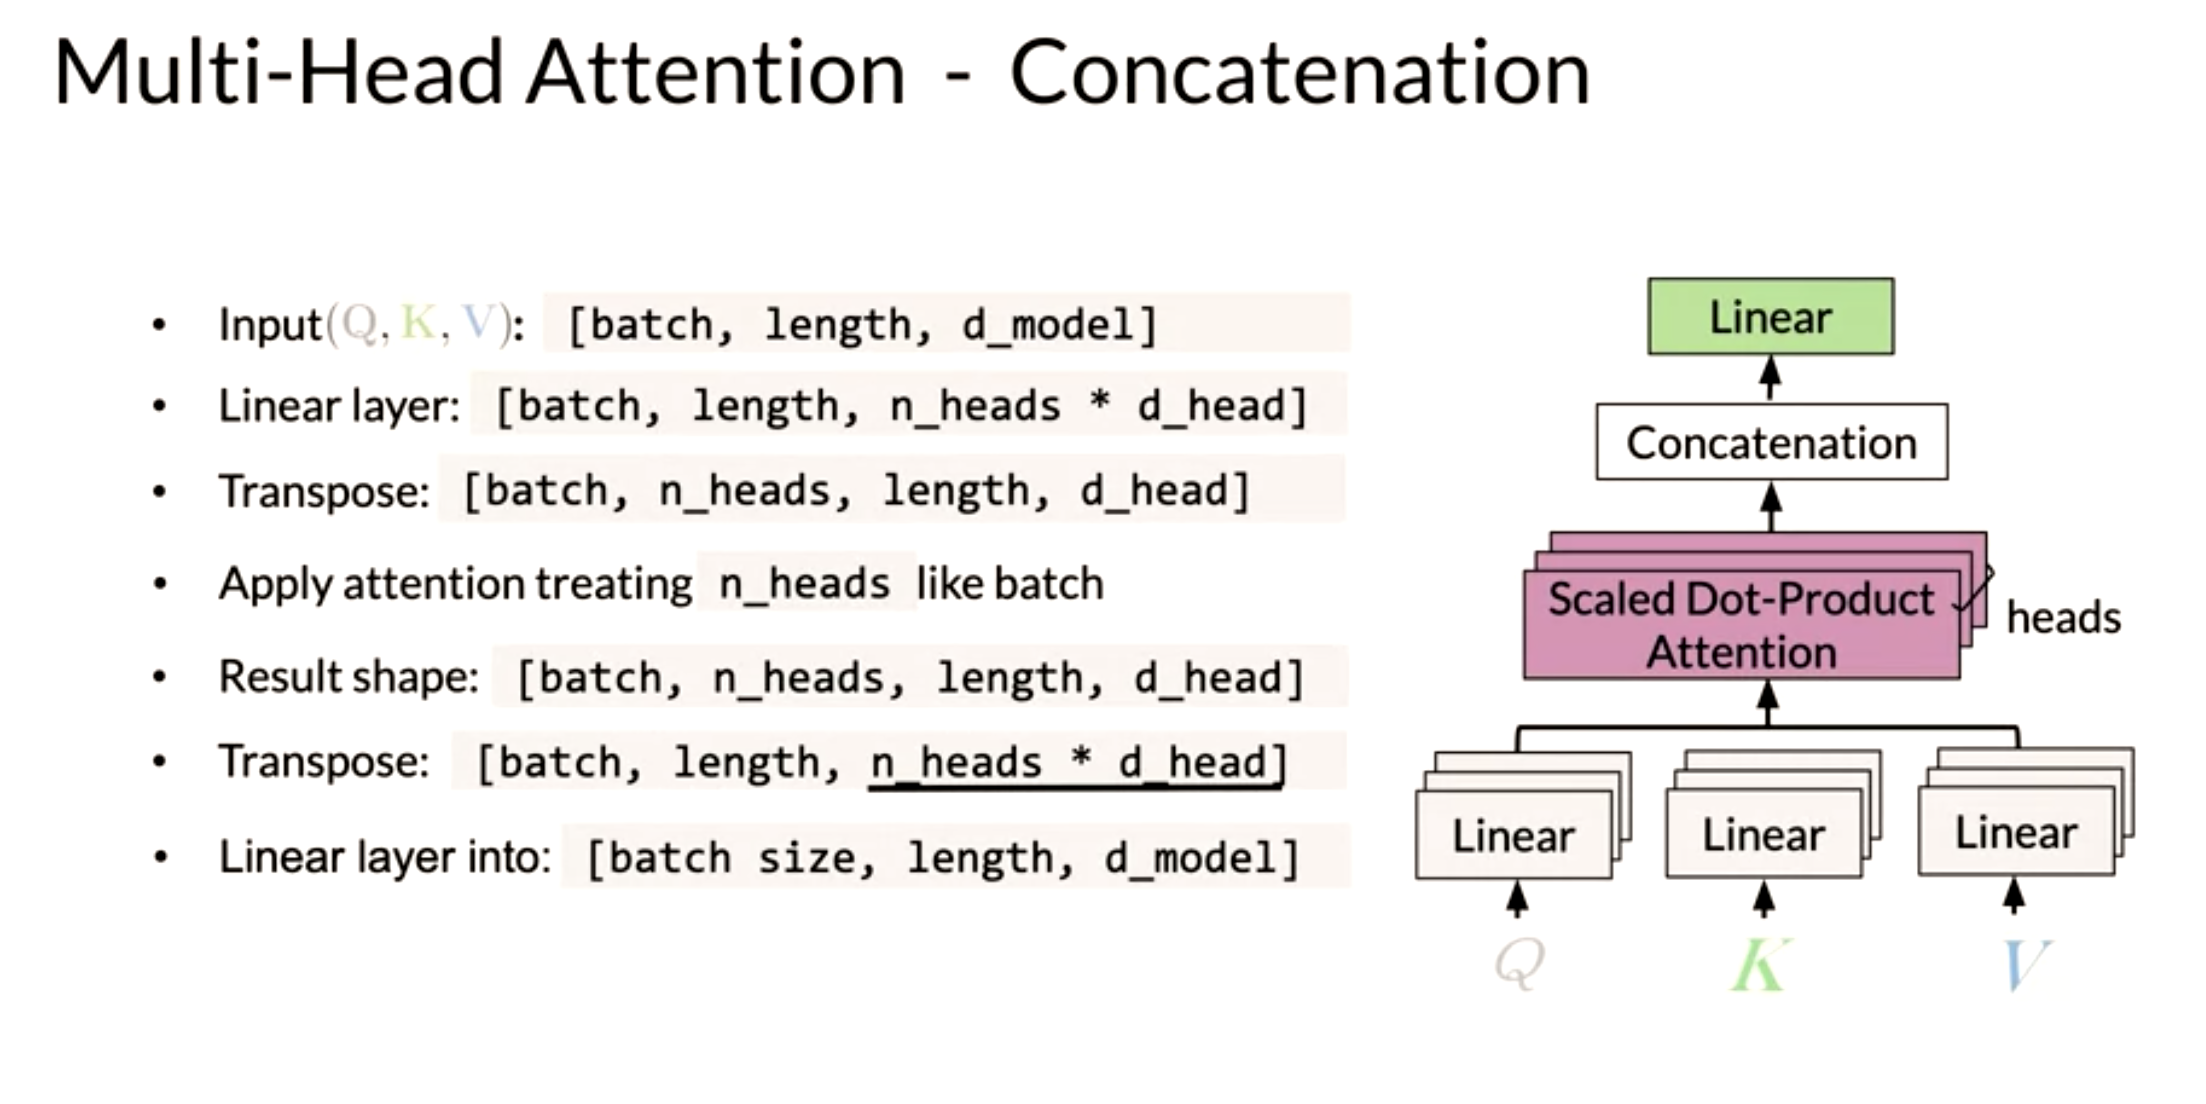 Multi-Head Attention - Concatenation
• Input(Q, K, V): [batch, length, d_model]
• Linear layer: [batch, length, n_heads * d_head]
• Transpose: [batch, n_heads, length, d_head]
• Apply attention treating n_heads like batch
• Result shape: [batch, n_heads, length, d_head]
• Transpose: [batch, length, n_heads * d_head]
• Linear layer into: [batch size, length, d_model]
Linear
Concatenation
Scaled Dot-Product
Attention
heads
Linear
Linear
Linear
Q
K
V